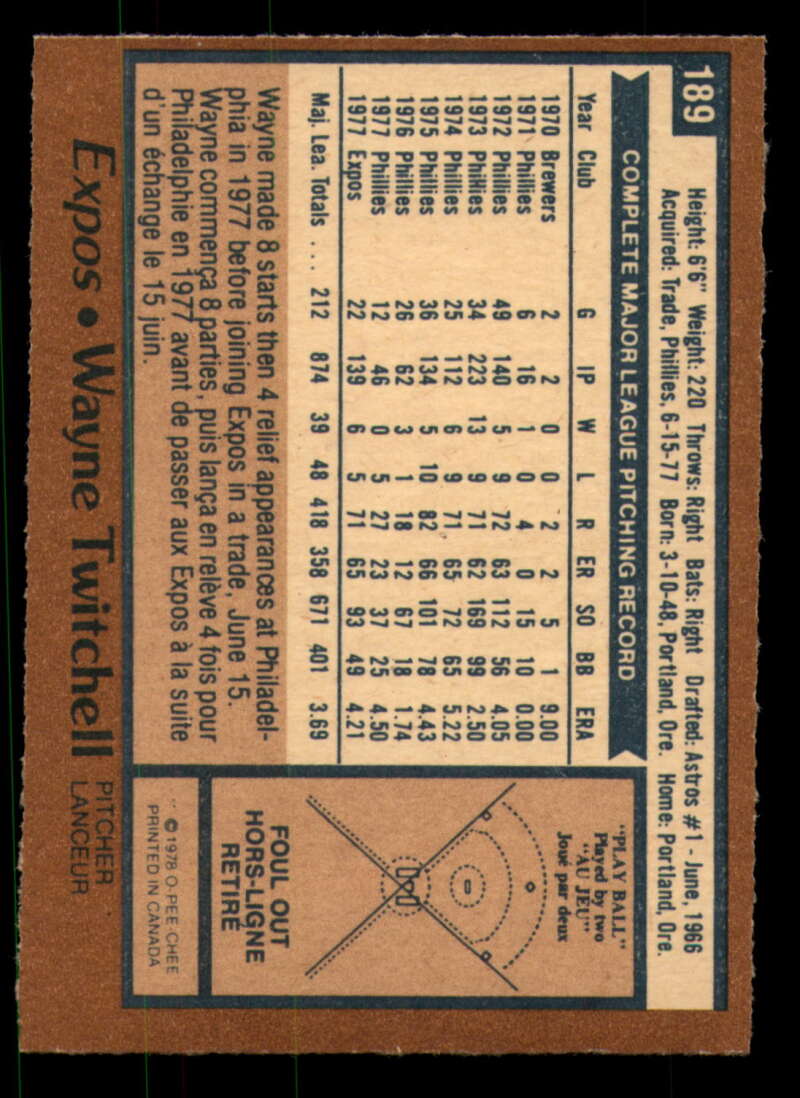 189
Height: 6'6" Weight: 220 Throws: Right Bats: Right Drafted: Astros #1 - June, 1966
Acquired: Trade, Phillies, 6-15-77 Born: 3-10-48, Portland, Ore. Home: Portland, Ore.
COMPLETE MAJOR LEAGUE PITCHING RECORD
Year Club G IP W L R ER SO BB ERA
1970 Brewers 2 2 0 0 2 2 5 1 9.00
1971 Phillies 6 16 1 0 4 0 15 10 0.00
1972 Phillies 49 140 5 9 72 63 112 56 4.05
1973 Phillies 34 223 13 9 71 62 169 99 2.50
1974 Phillies 25 112 6 9 71 65 72 65 5.22
1975 Phillies 36 134 5 10 82 66 101 78 4.43
1976 Phillies 26 62 3 1 18 12 67 18 1.74
1977 Phillies 12 46 0 5 27 23 37 25 4.50
1977 Expos 22 139 6 5 71 65 93 49 4.21
Maj. Lea. Totals ... 212 874 39 48 418 358 671 401 3.69
Wayne made 8 starts then 4 relief appearances at Philadel-
phia in 1977 before joining Expos in a trade, June 15.
Wayne commença 8 parties, puis lança en relève 4 fois pour
Philadelphie en 1977 avant de passer aux Expos à la suite
d'un échange le 15 juin.
"PLAY BALL"
Played by two
"AU JEU"
Joué par deux
FOUL OUT
HORS-LIGNE
RETIRÉ
© 1978 O-PEE-CHEE
PRINTED IN CANADA
Expos • Wayne Twitchell PITCHER
LANCEUR